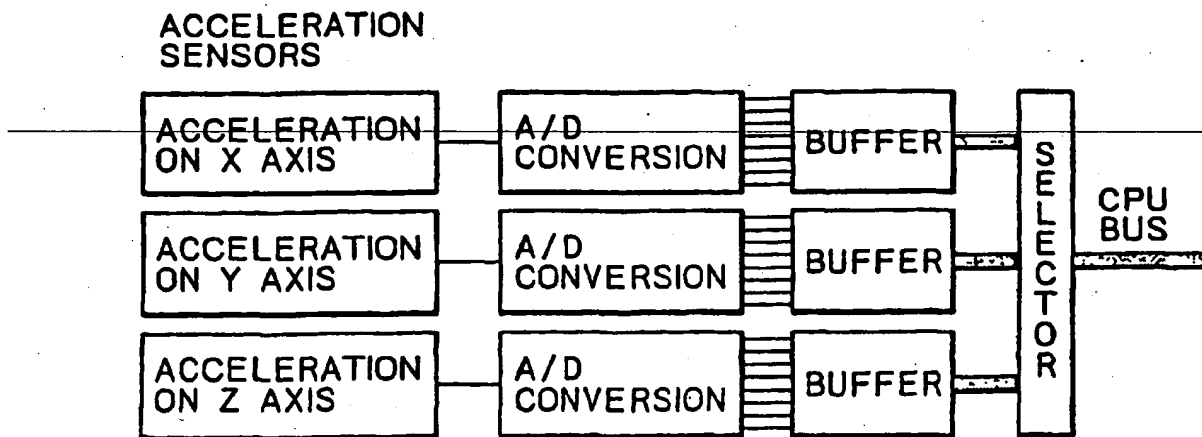 ACCELERATION
SENSORS
ACCELERATION
ON X AXIS
A/D
CONVERSION
BUFFER
ACCELERATION
ON Y AXIS
A/D
CONVERSION
BUFFER
ACCELERATION
ON Z AXIS
A/D
CONVERSION
BUFFER
SELECTOR
CPU
BUS